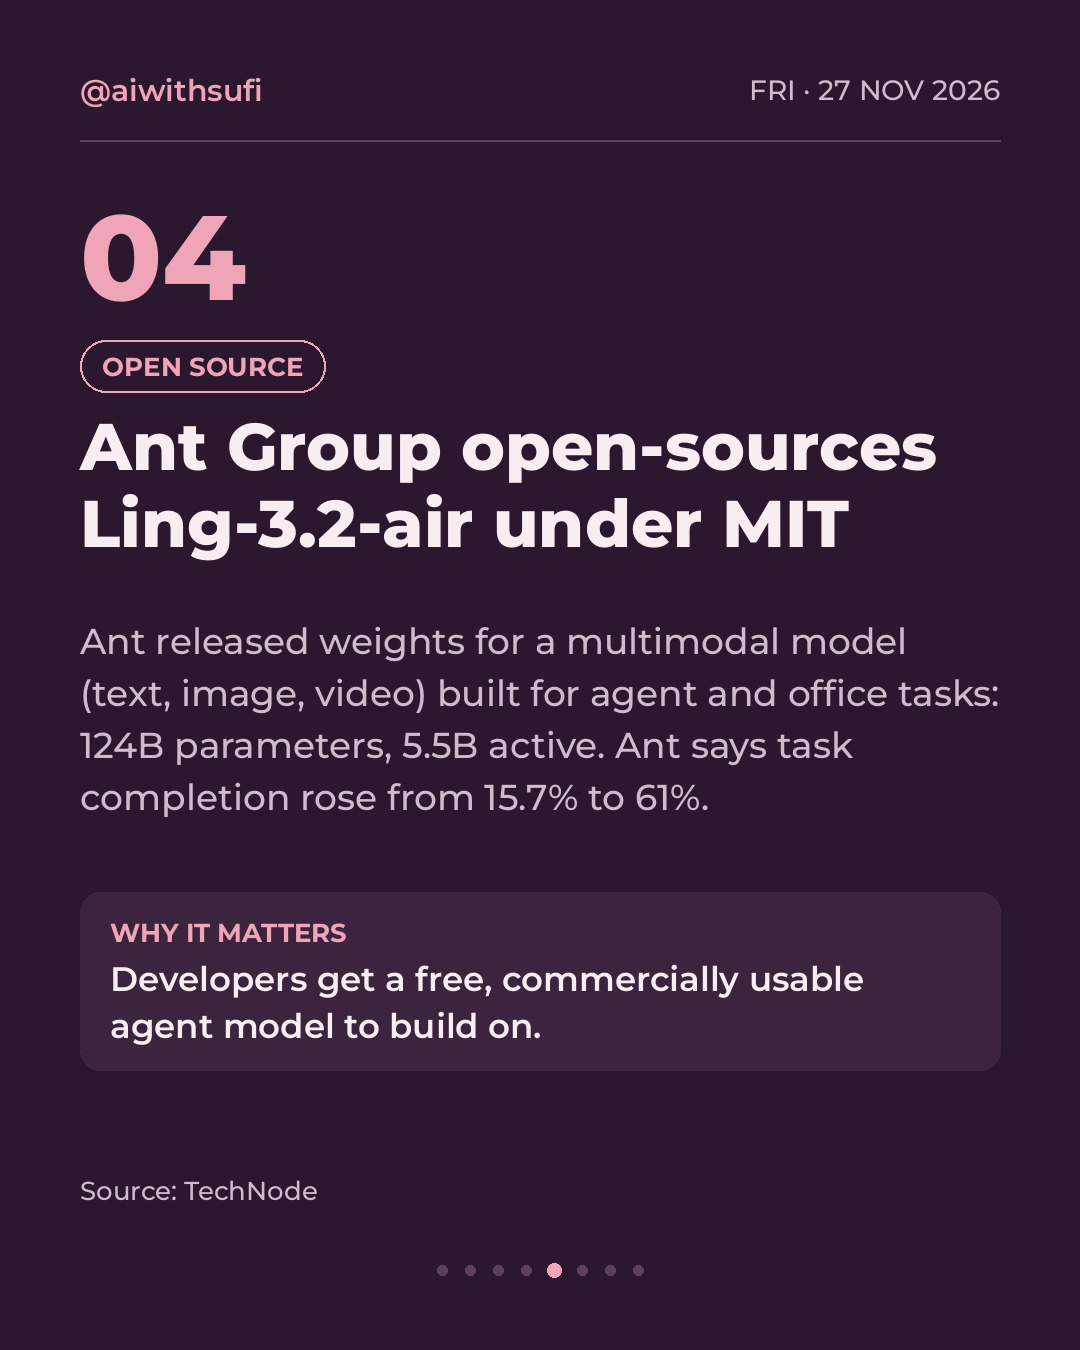 @aiwithsufi
FRI · 27 NOV 2026
04
OPEN SOURCE
Ant Group open-sources
Ling-3.2-air under MIT
Ant released weights for a multimodal model
(text, image, video) built for agent and office tasks:
124B parameters, 5.5B active. Ant says task
completion rose from 15.7% to 61%.
WHY IT MATTERS
Developers get a free, commercially usable
agent model to build on.
Source: TechNode